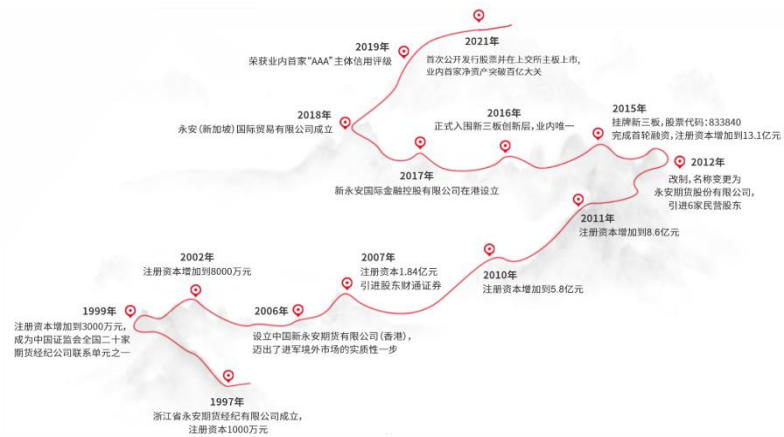 2021年
首次公开发行股票并在上交所主板上市,
业内首家净资产突破百亿大关
2019年
荣获业内首家“AAA”主体信用评级
2018年
永安(新加坡)国际贸易有限公司成立
2017年
新永安国际金融控股有限公司在港设立
2016年
正式入围新三板创新层,业内唯一
2015年
挂牌新三板,股票代码:833840
完成首轮融资,注册资本增加到13.1亿元
2012年
改制,名称变更为
永安期货股份有限公司,
引进6家民营股东
2011年
注册资本增加到8.6亿元
2010年
注册资本增加到5.8亿元
2007年
注册资本1.84亿元
引进股东财通证券
2006年
设立中国新永安期货有限公司(香港),
迈出了进军境外市场的实质性一步
2002年
注册资本增加到8000万元
1999年
注册资本增加到3000万元,
成为中国证监会全国二十家
期货经纪公司联系单元之一
1997年
浙江省永安期货经纪有限公司成立,
注册资本1000万元